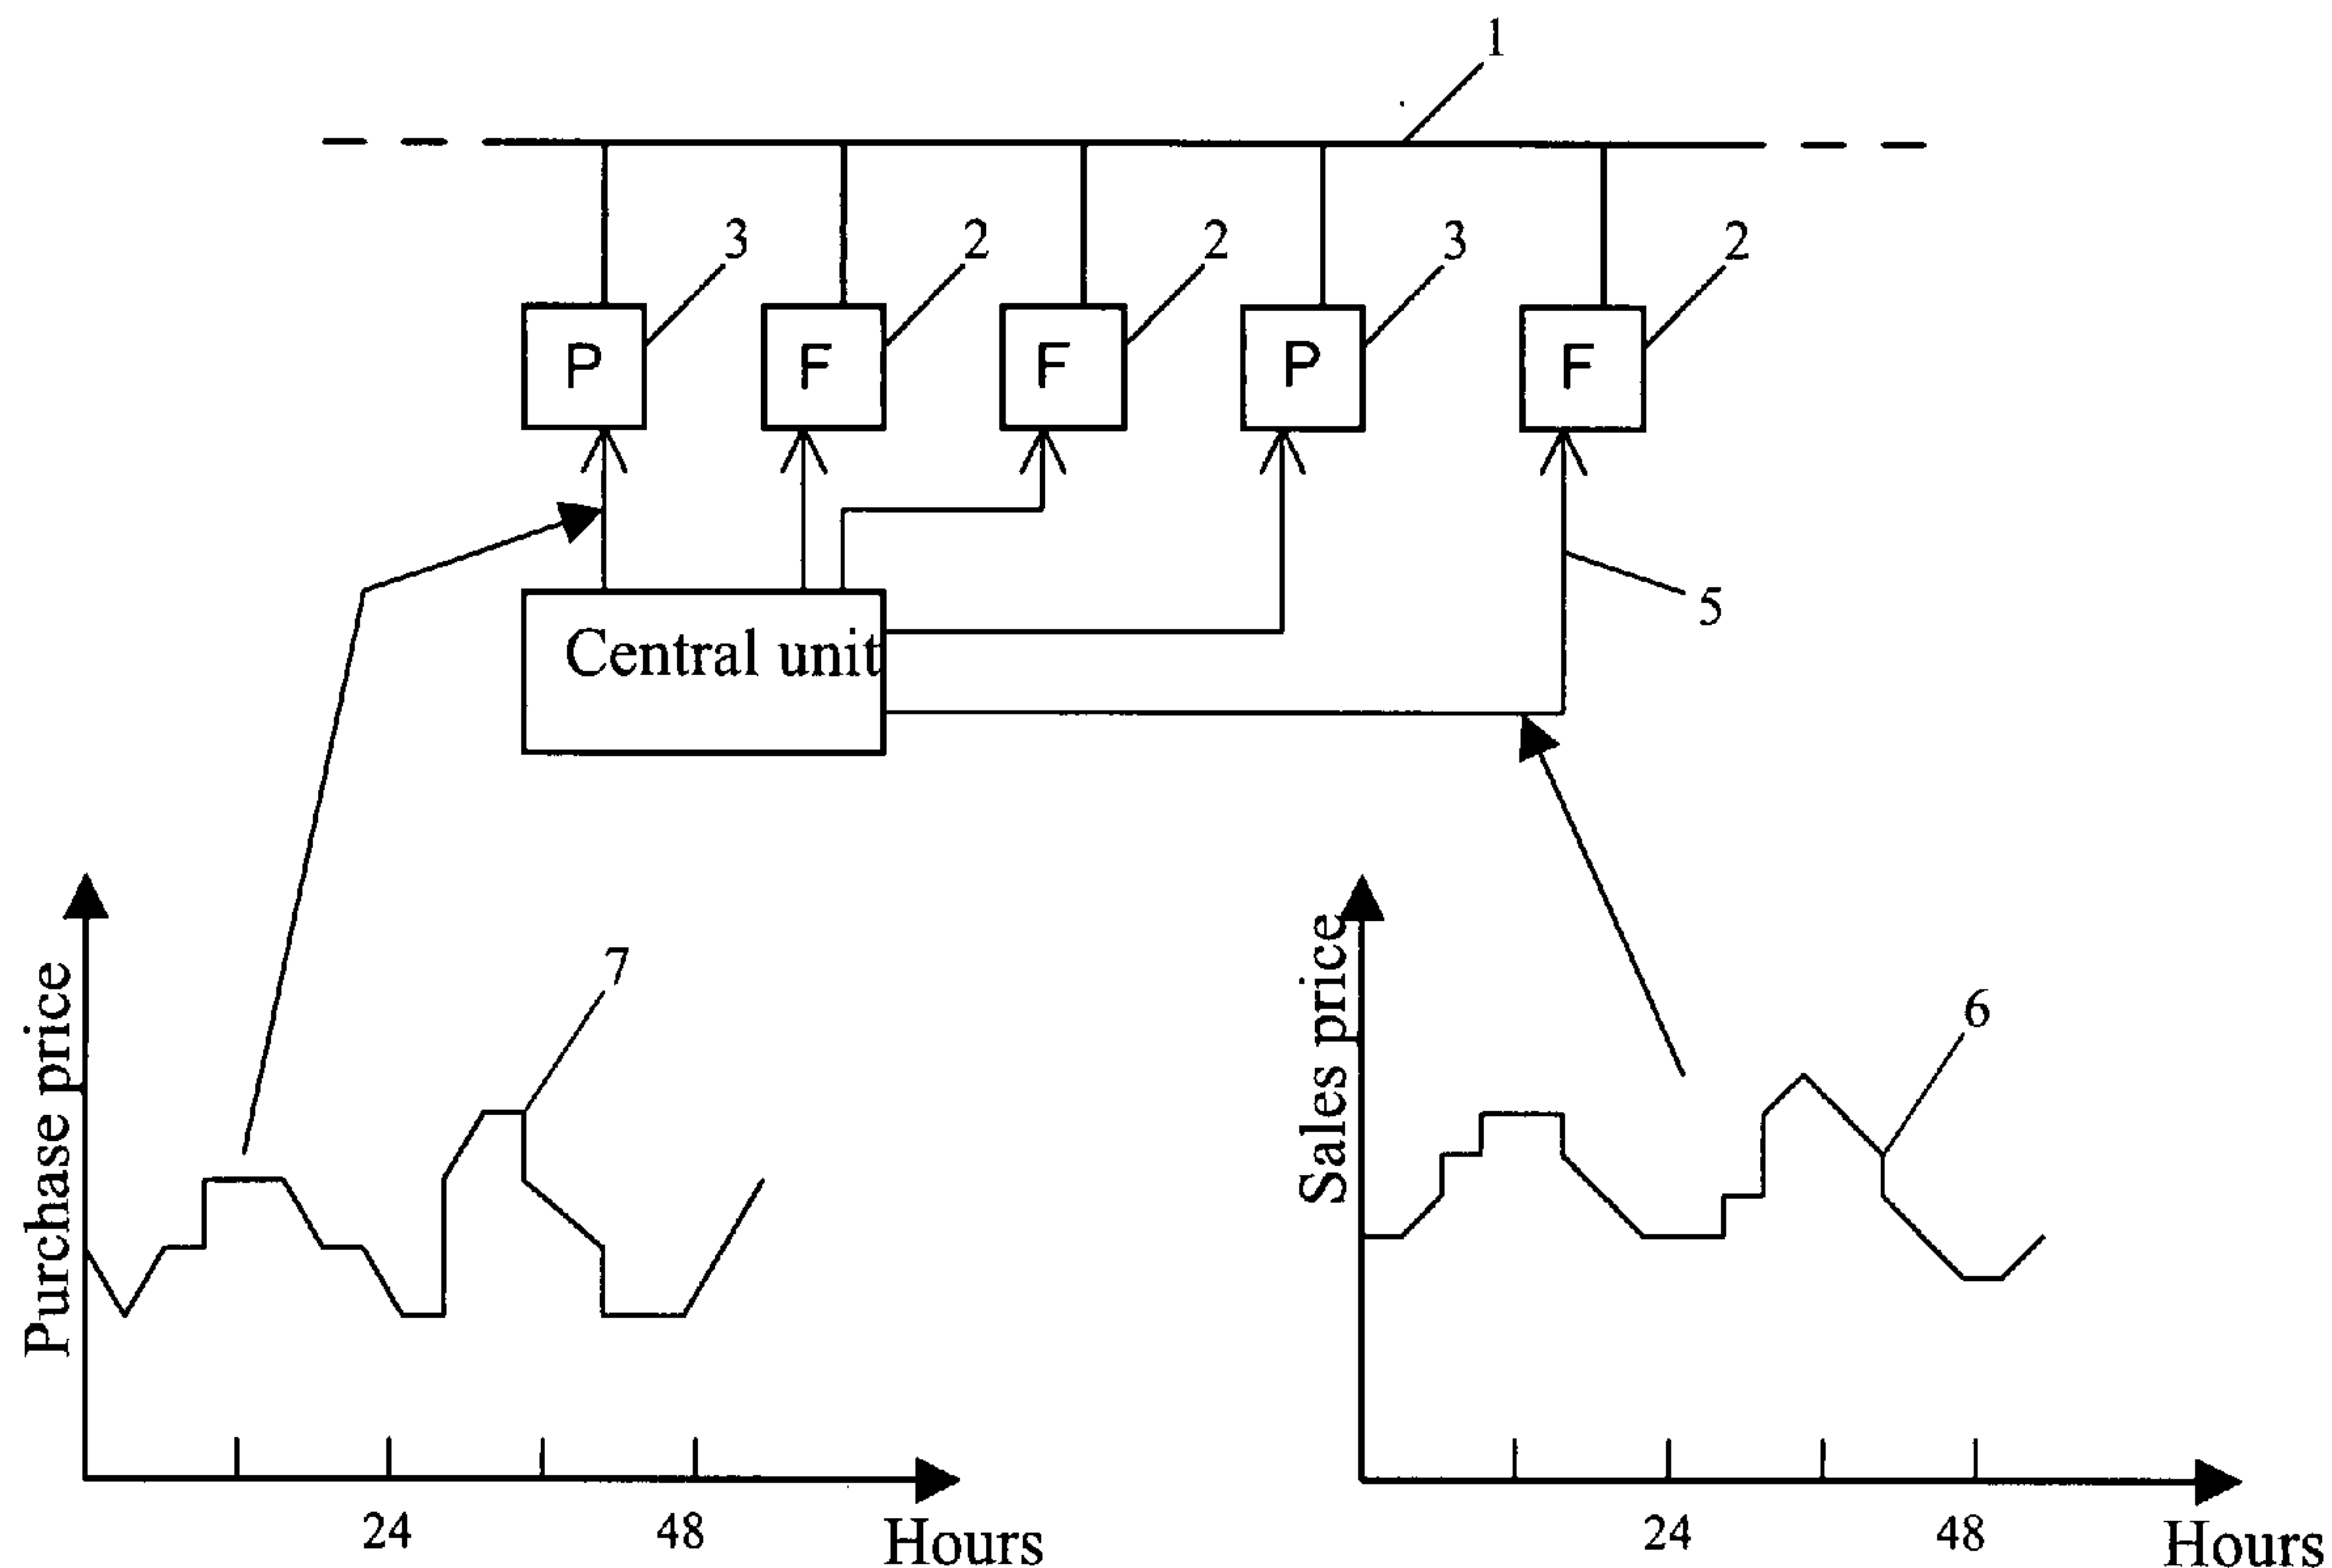 1
3
2
2
3
2
P
F
F
P
F
5
Central unit
7
6
Purchase price
Sales price
24
48
Hours
24
48
Hours